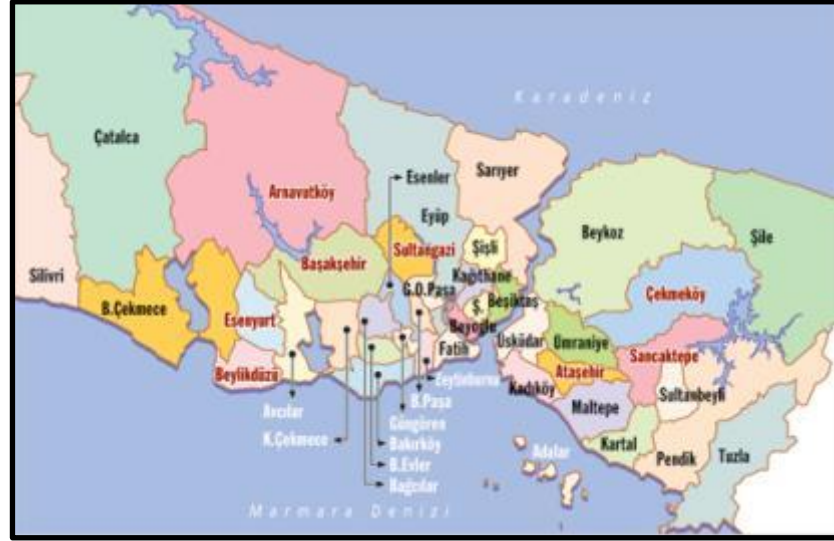 Karadeniz
Çatalca
Arnavutköy
Silivri
B.Çekmece
Esenyurt
Beylikdüzü
Başakşehir
Sultangazi
Esenler
Eyüp
Sarıyer
Şişli
Kağıthane
G.O.Paşa
Ş.
Beşiktaş
Beyoğlu
Fatih
Zeytinburnu
B.Paşa
Güngören
Bakırköy
B.Evler
Bağcılar
Avcılar
K.Çekmece
Beykoz
Şile
Çekmeköy
Üsküdar
Ümraniye
Sancaktepe
Ataşehir
Kadıköy
Sultanbeyli
Maltepe
Kartal
Pendik
Tuzla
Adalar
Marmara Denizi